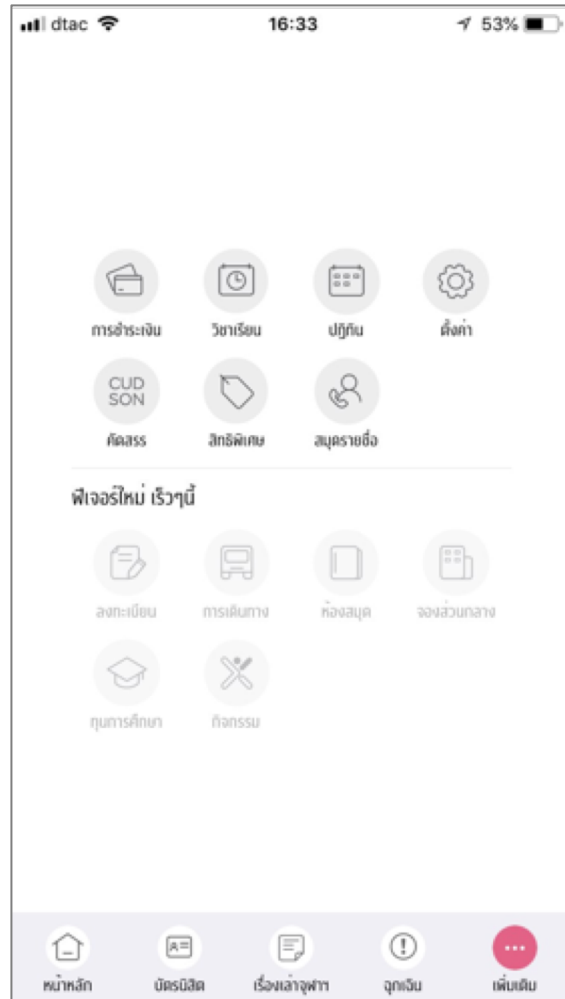 dtac 16:33 53%
การชำระเงิน วิชาเรียน ปฏิทิน ตั้งค่า
CUD
SON
คัดสรร สิทธิพิเศษ สมุดรายชื่อ
ฟีเจอร์ใหม่ เร็วๆนี้
ลงทะเบียน การเดินทาง ห้องสมุด จองส่วนกลาง
ทุนการศึกษา กิจกรรม
หน้าหลัก บัตรนิสิต เรื่องเล่าจุฬาฯ ฉุกเฉิน เพิ่มเติม